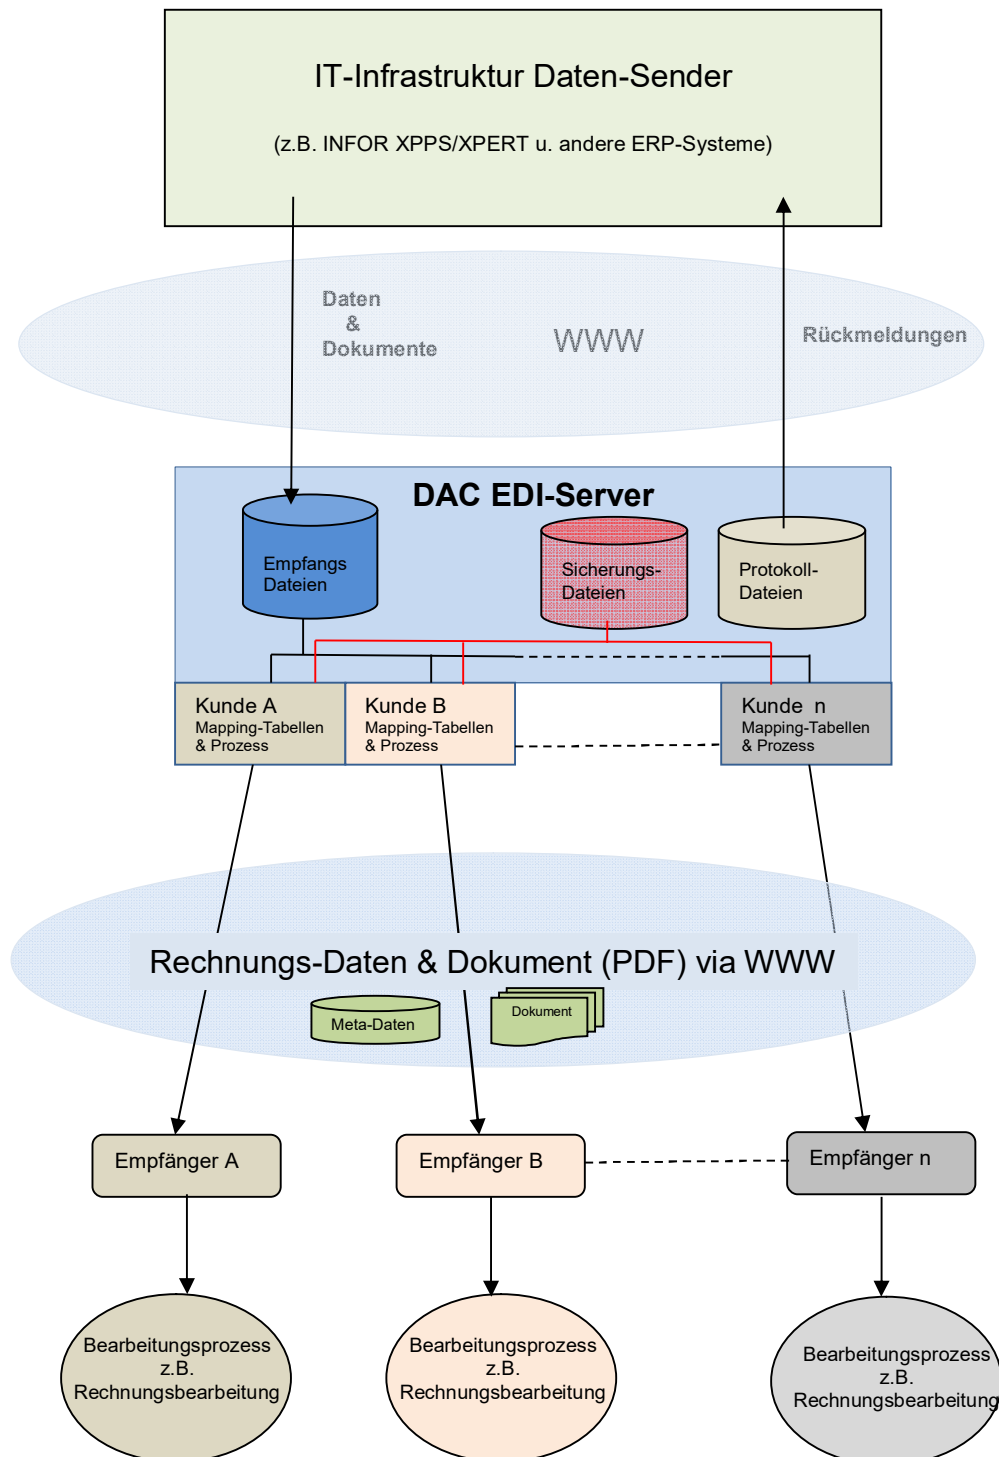 IT-Infrastruktur Daten-Sender
(z.B. INFOR XPPS/XPERT u. andere ERP-Systeme)
Daten
&
Dokumente
WWW
Rückmeldungen
DAC EDI-Server
Empfangs
Dateien
Sicherungs-
Dateien
Protokoll-
Dateien
Kunde A
Mapping-Tabellen
& Prozess
Kunde B
Mapping-Tabellen
& Prozess
Kunde n
Mapping-Tabellen
& Prozess
Rechnungs-Daten & Dokument (PDF) via WWW
Meta-Daten
Dokument
Empfänger A
Empfänger B
Empfänger n
Bearbeitungsprozess
z.B.
Rechnungsbearbeitung
Bearbeitungsprozess
z.B.
Rechnungsbearbeitung
Bearbeitungsprozess
z.B.
Rechnungsbearbeitung